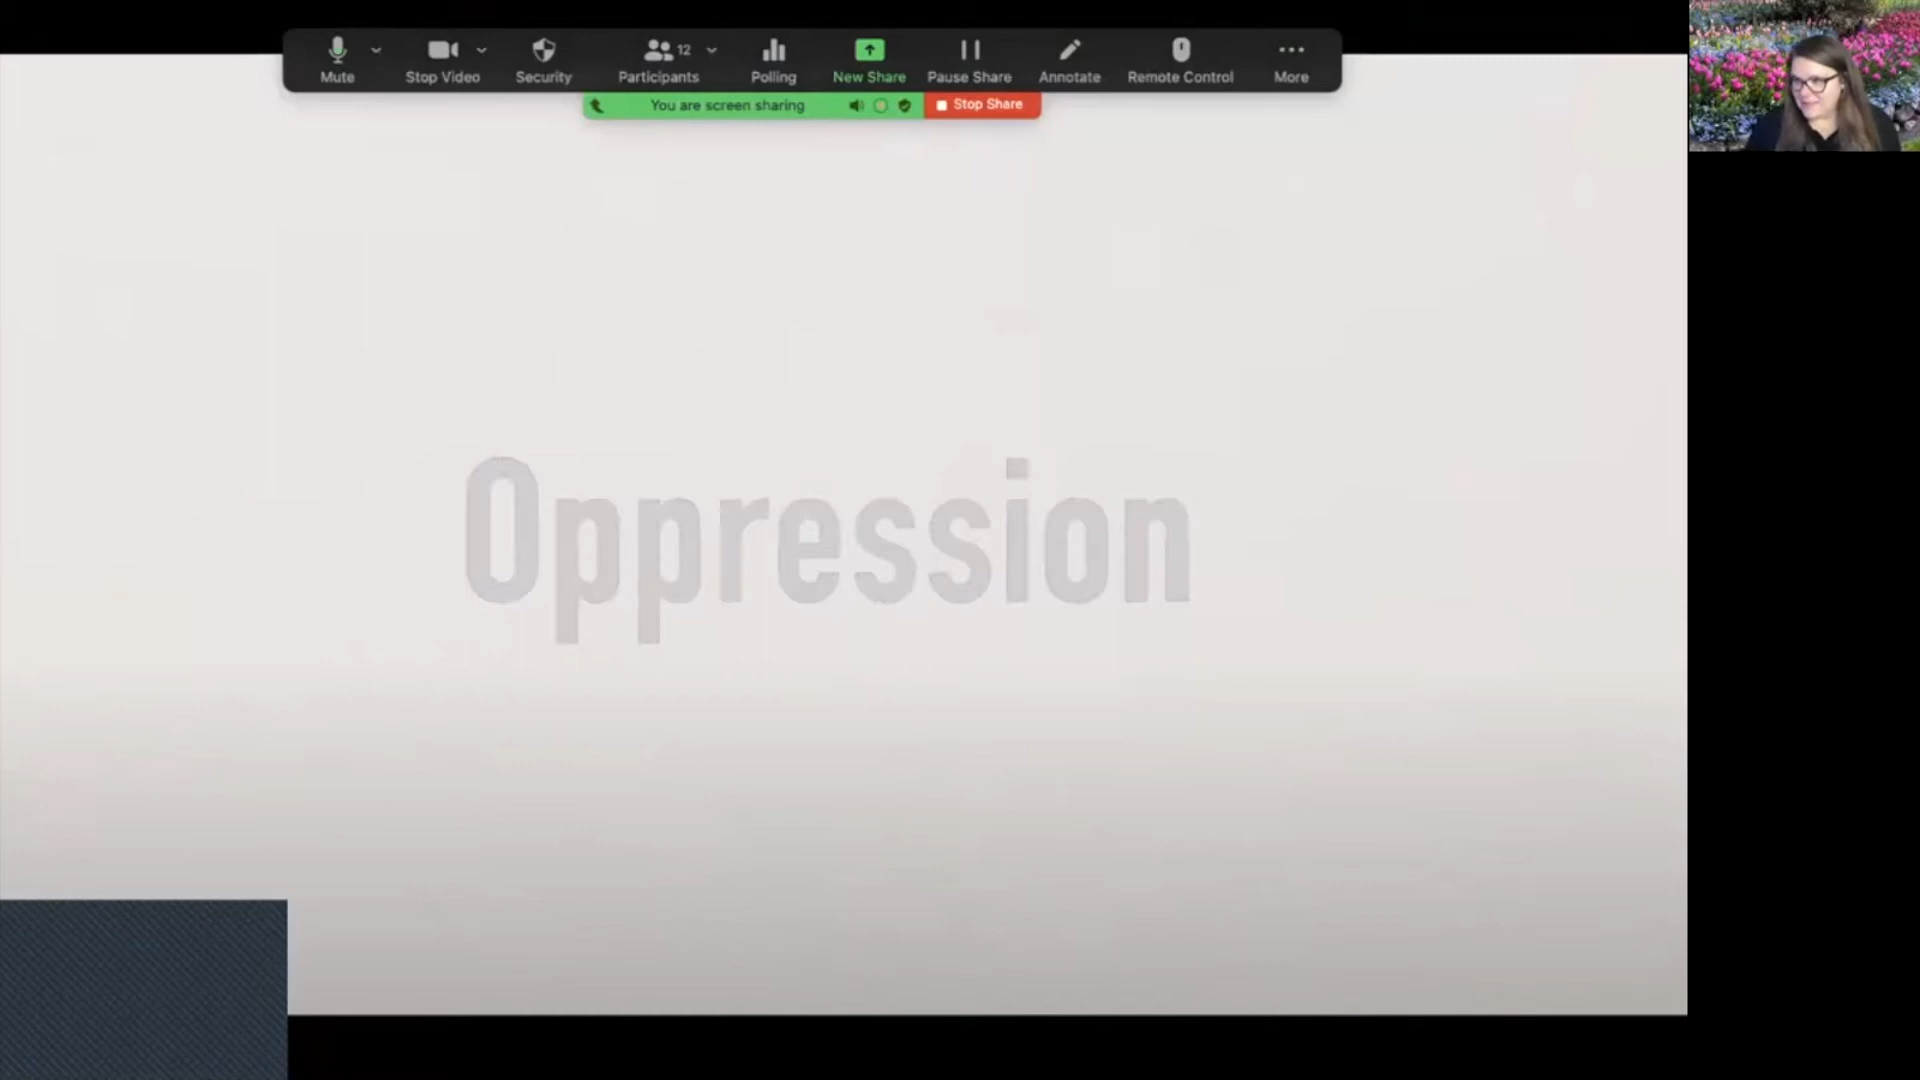 12
Mute Stop Video Security Participants Polling New Share Pause Share Annotate Remote Control More
You are screen sharing Stop Share
Oppression